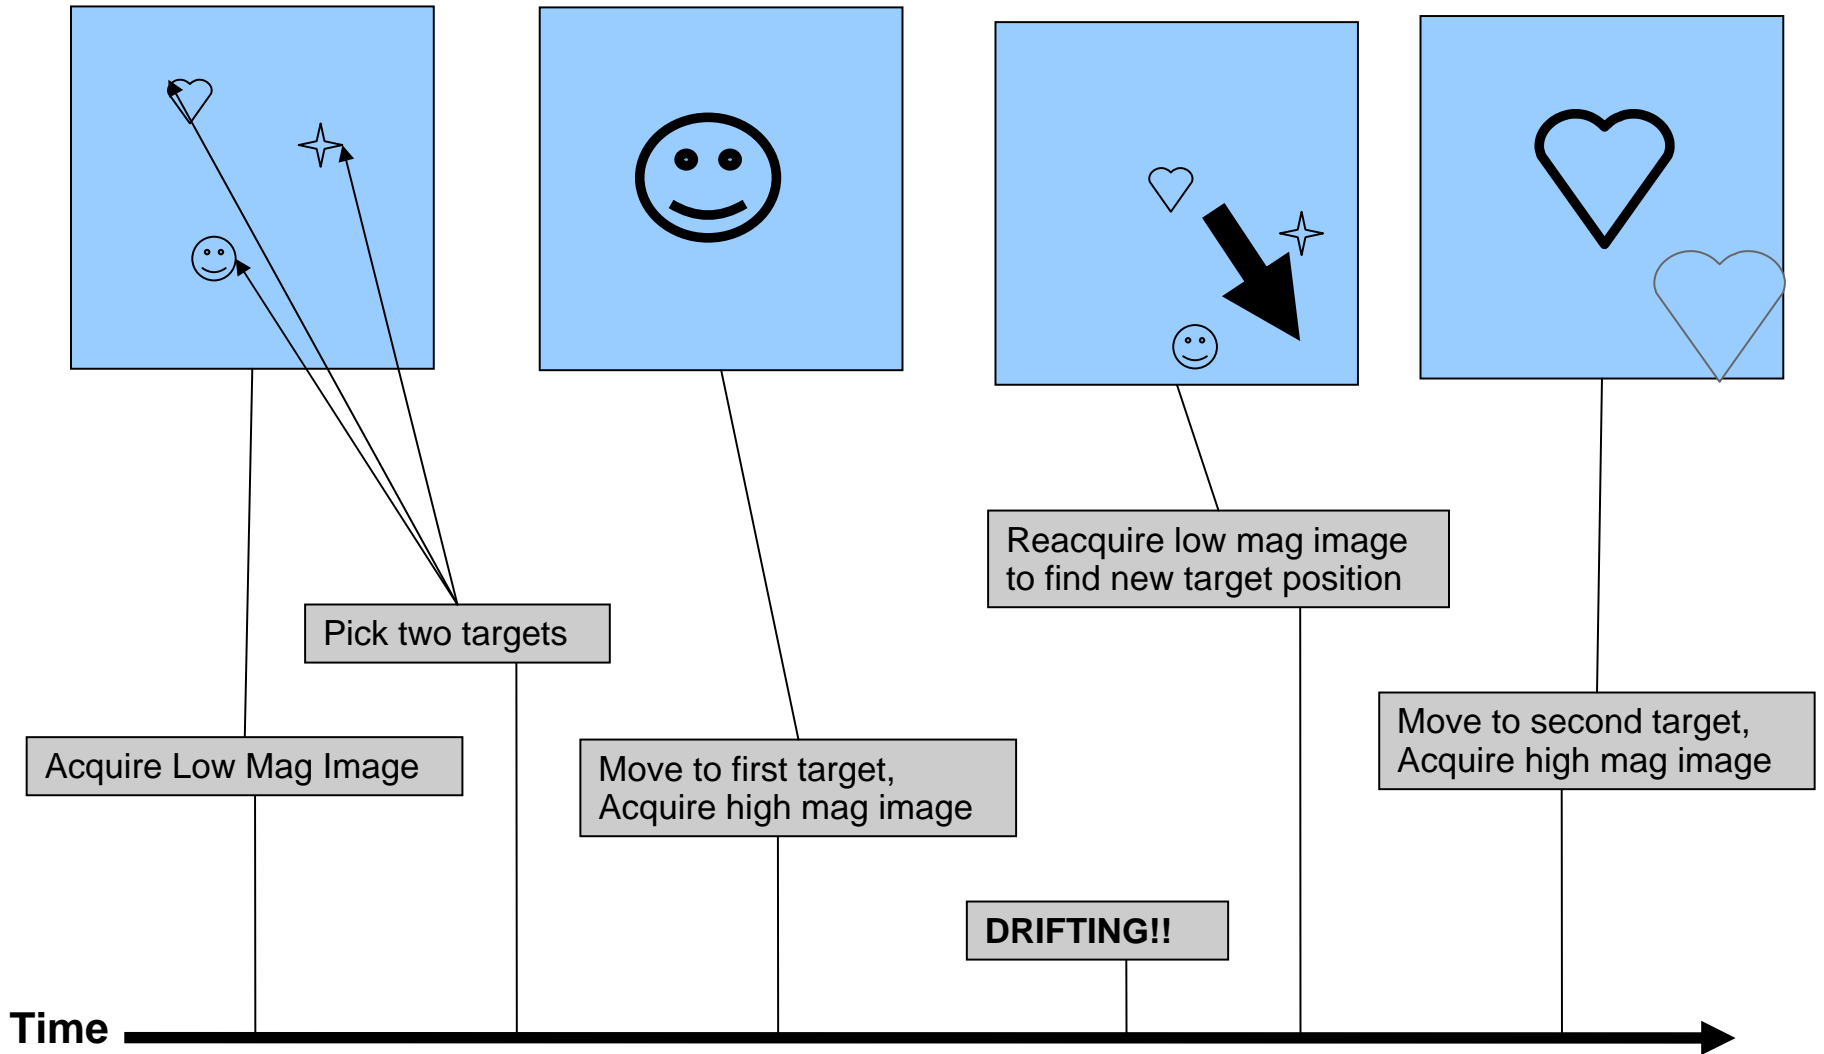 Reacquire low mag image
to find new target position
Pick two targets
Acquire Low Mag Image
Move to first target,
Acquire high mag image
Move to second target,
Acquire high mag image
DRIFTING!!
Time